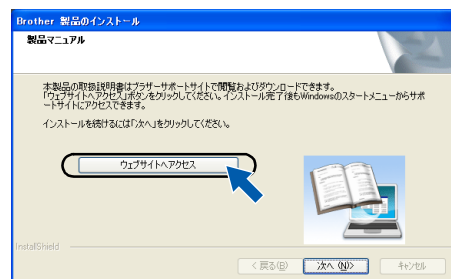 Brother 製品のインストール
製品マニュアル
本製品の取扱説明書はブラザーサポートサイトで閲覧およびダウンロードできます。
「ウェブサイトへアクセス」ボタンをクリックしてください。インストール完了後もWindowsのスタートメニューからサポ
ートサイトにアクセスできます。
インストールを続けるには「次へ」をクリックしてください。
ウェブサイトへアクセス
InstallShield
< 戻る(B)
次へ (N)>
キャンセル